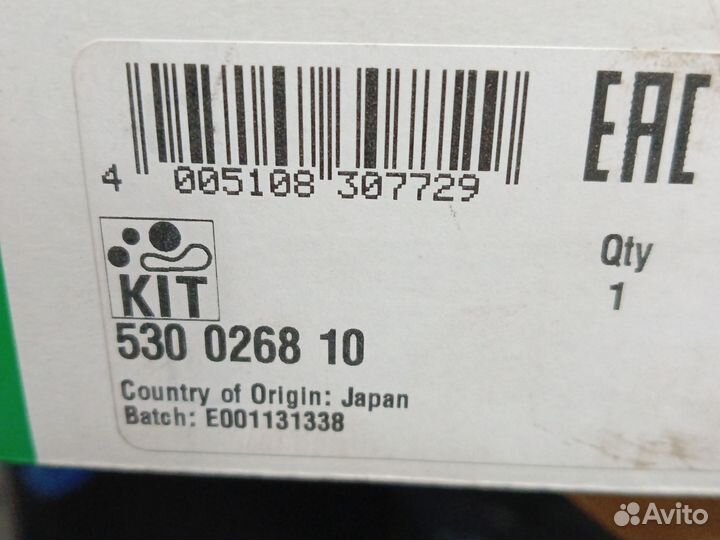 4 005108 307729
EAC
Qty
1
KIT
530 0268 10
Country of Origin: Japan
Batch: E001131338
Avito